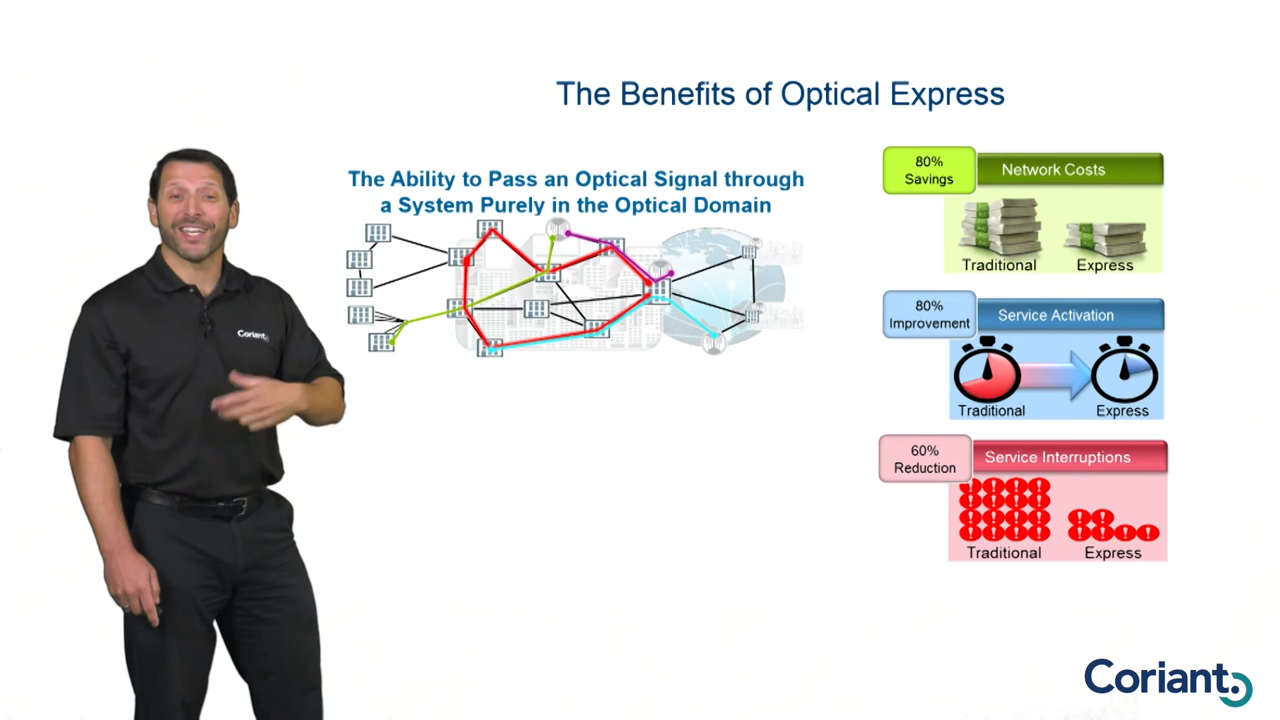 The Benefits of Optical Express
The Ability to Pass an Optical Signal through
a System Purely in the Optical Domain
80%
Savings
Network Costs
Traditional
Express
80%
Improvement
Service Activation
Traditional
Express
60%
Reduction
Service Interruptions
Traditional
Express
Coriant
Coriant